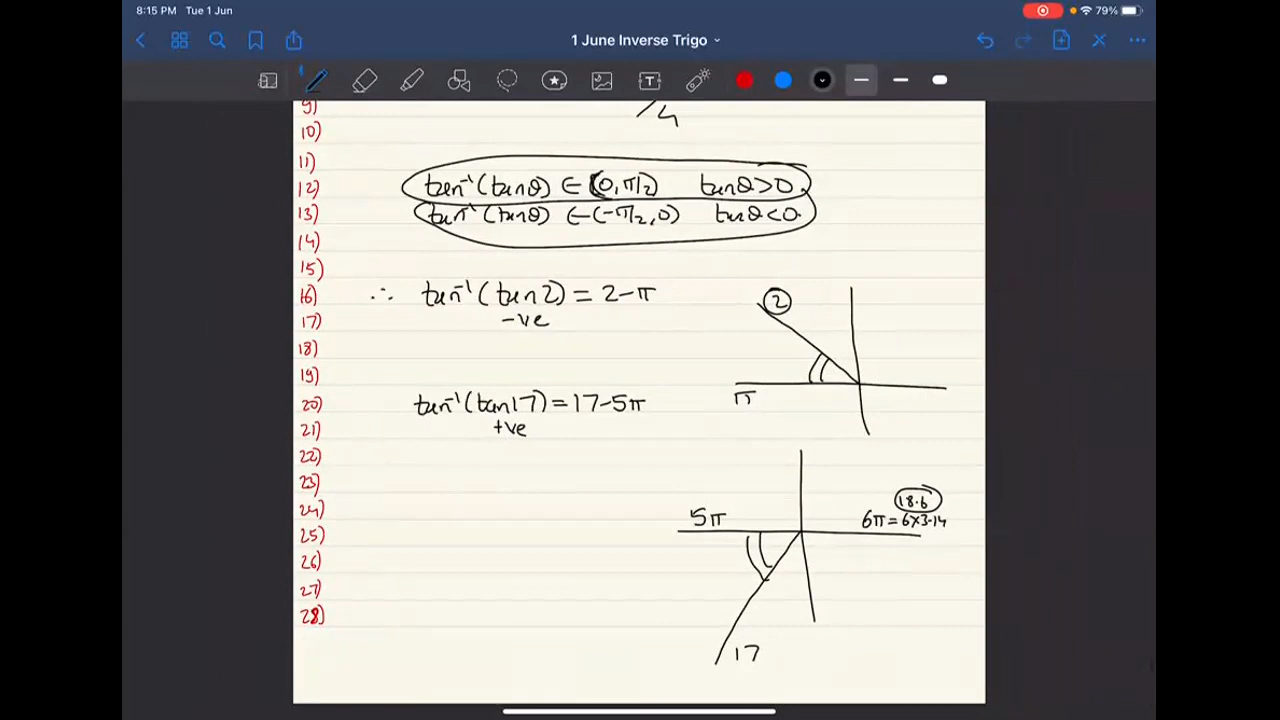 8:15 PM Tue 1 Jun
79%
1 June Inverse Trigo
9)
10)
11)
12) tan⁻¹(tanθ) ∈ (0, π/2) tanθ>0
13) tan⁻¹(tanθ) ∈ (-π/2, 0) tanθ<0
14)
15)
16) ∴ tan⁻¹(tan2) = 2-π
17) -ve
18)
19)
20) tan⁻¹(tan17) = 17-5π
21) +ve
22)
23)
24)
25)
26)
27)
28)
2
π
5π
18.6
6π = 6×3.14
17